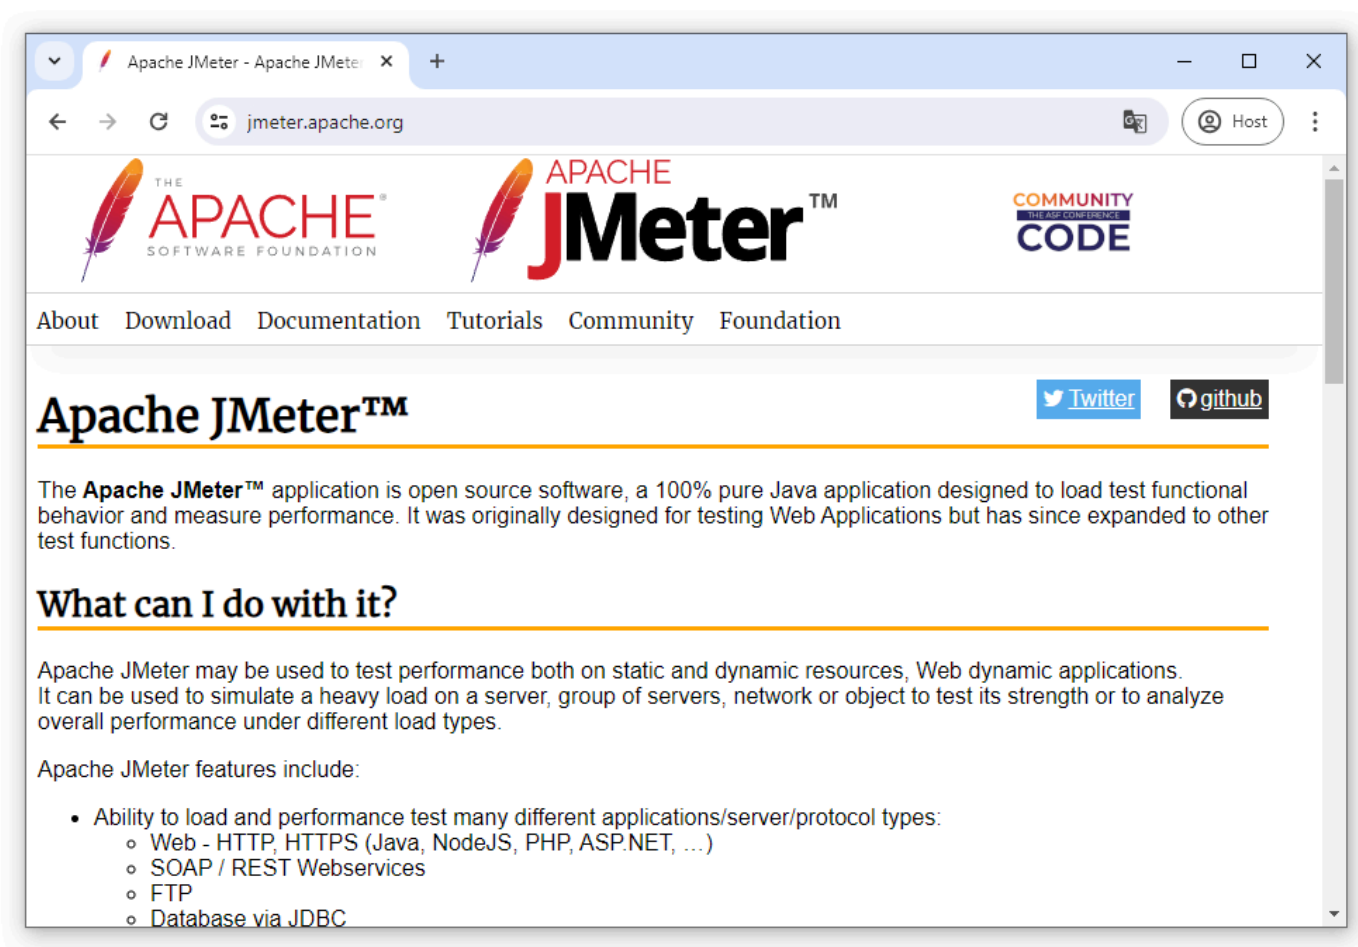 Apache JMeter - Apache JMete
jmeter.apache.org
Host
THE
APACHE®
SOFTWARE FOUNDATION
APACHE
JMeter™
COMMUNITY
THE ASF CONFERENCE
CODE
About Download Documentation Tutorials Community Foundation
Twitter github
Apache JMeter™
The Apache JMeter™ application is open source software, a 100% pure Java application designed to load test functional
behavior and measure performance. It was originally designed for testing Web Applications but has since expanded to other
test functions.
What can I do with it?
Apache JMeter may be used to test performance both on static and dynamic resources, Web dynamic applications.
It can be used to simulate a heavy load on a server, group of servers, network or object to test its strength or to analyze
overall performance under different load types.
Apache JMeter features include:
• Ability to load and performance test many different applications/server/protocol types:
◦ Web - HTTP, HTTPS (Java, NodeJS, PHP, ASP.NET, …)
◦ SOAP / REST Webservices
◦ FTP
◦ Database via JDBC